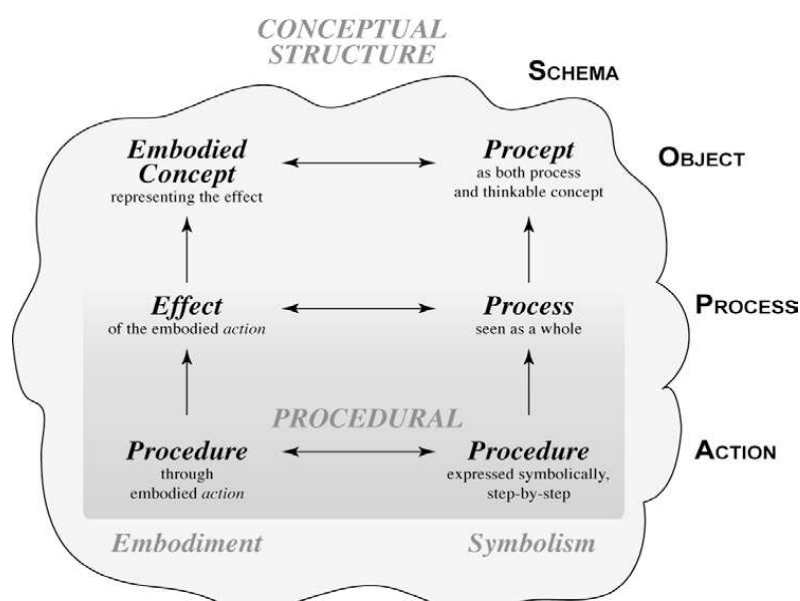 CONCEPTUAL
STRUCTURE
SCHEMA
Embodied
Concept
representing the effect
Procept
as both process
and thinkable concept
OBJECT
Effect
of the embodied action
Process
seen as a whole
PROCESS
PROCEDURAL
Procedure
through
embodied action
Procedure
expressed symbolically,
step-by-step
ACTION
Embodiment
Symbolism